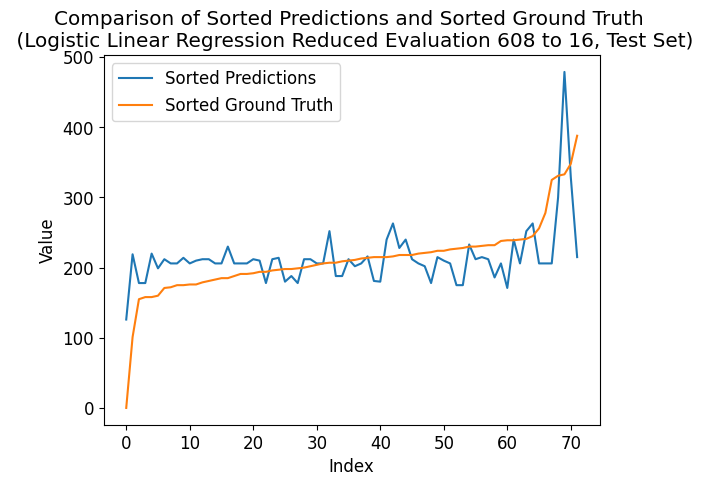 Comparison of Sorted Predictions and Sorted Ground Truth
(Logistic Linear Regression Reduced Evaluation 608 to 16, Test Set)
Sorted Predictions
Sorted Ground Truth
500
400
300
200
100
0
Value
0 10 20 30 40 50 60 70
Index